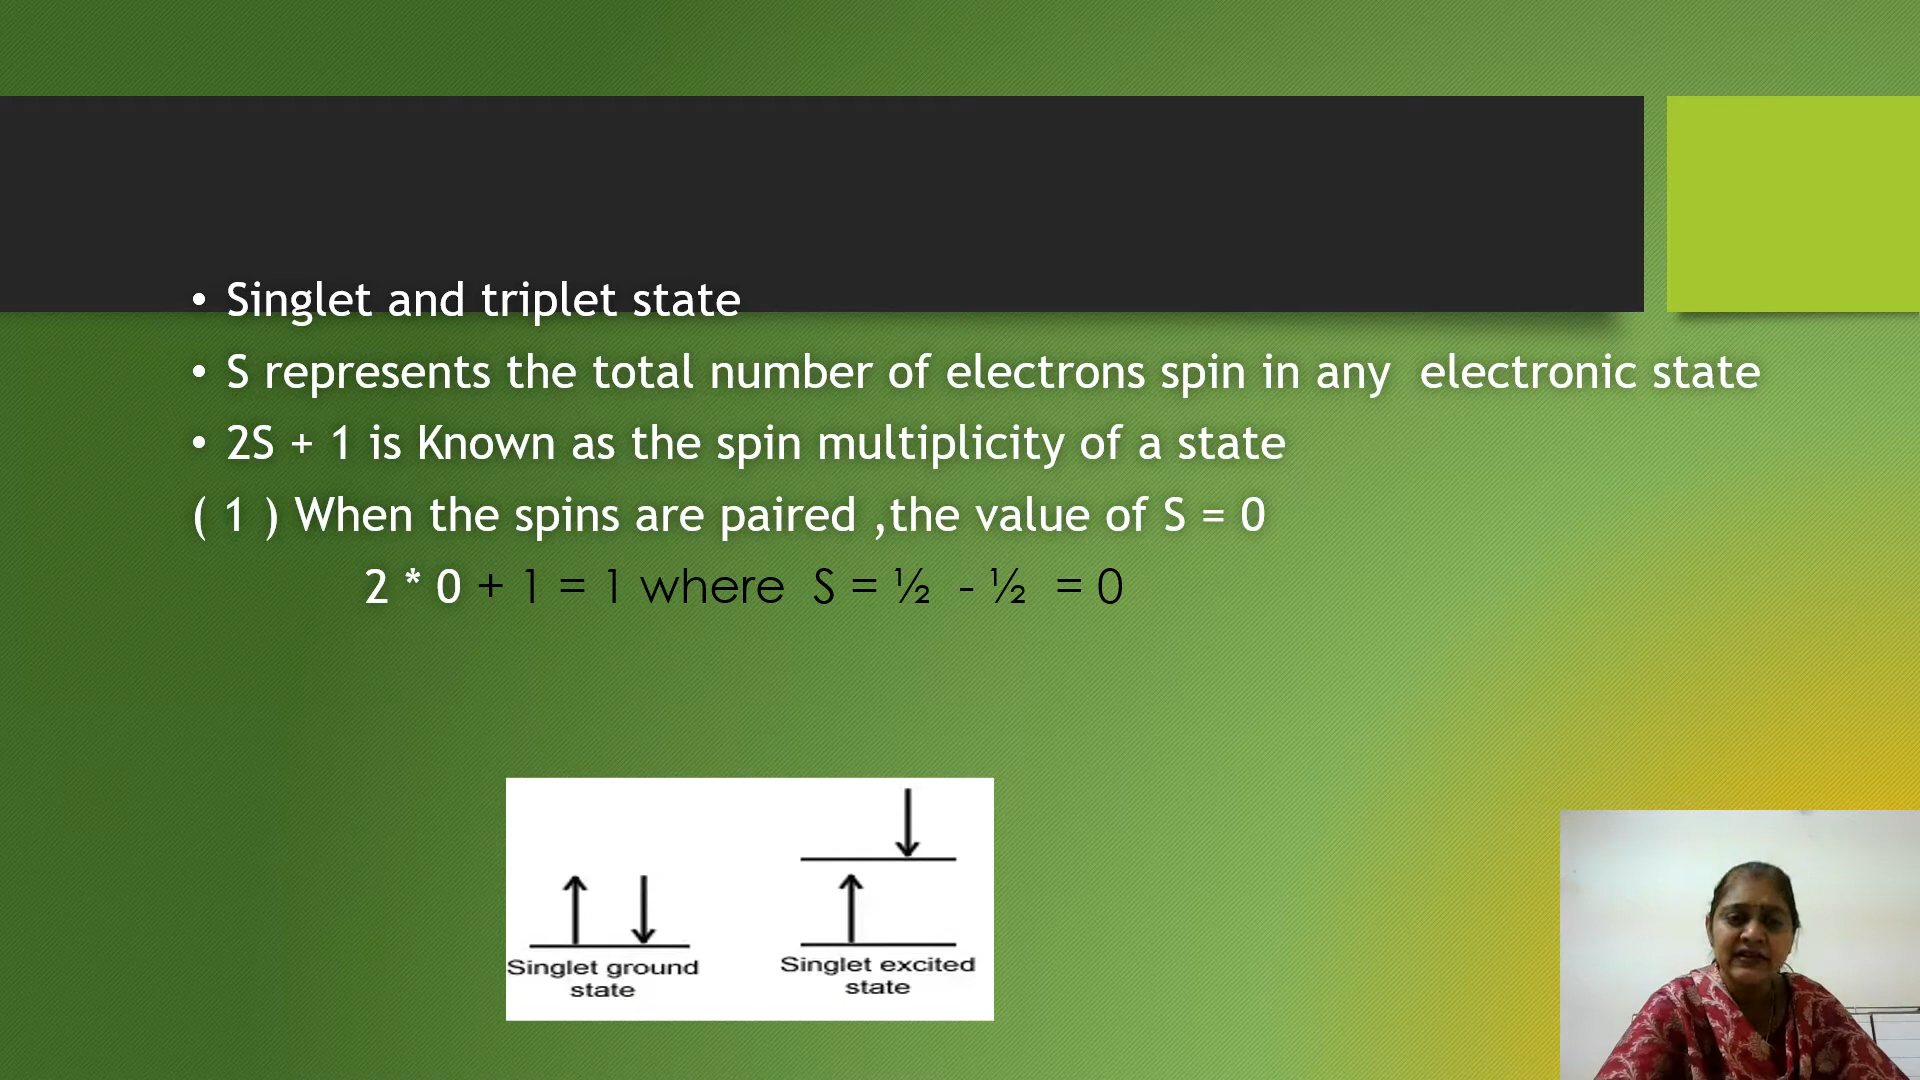 • Singlet and triplet state
• S represents the total number of electrons spin in any  electronic state
• 2S + 1 is Known as the spin multiplicity of a state
( 1 ) When the spins are paired ,the value of S = 0
2 * 0 + 1 = 1 where  S = ½  - ½  = 0
Singlet ground
state
Singlet excited
state